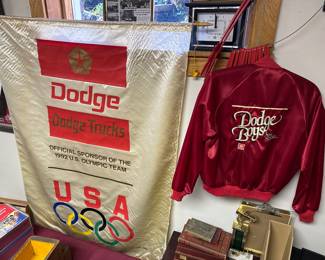 Dodge
Dodge Trucks
OFFICIAL SPONSOR OF THE
1992 U.S. OLYMPIC TEAM
USA
Dodge
Boys